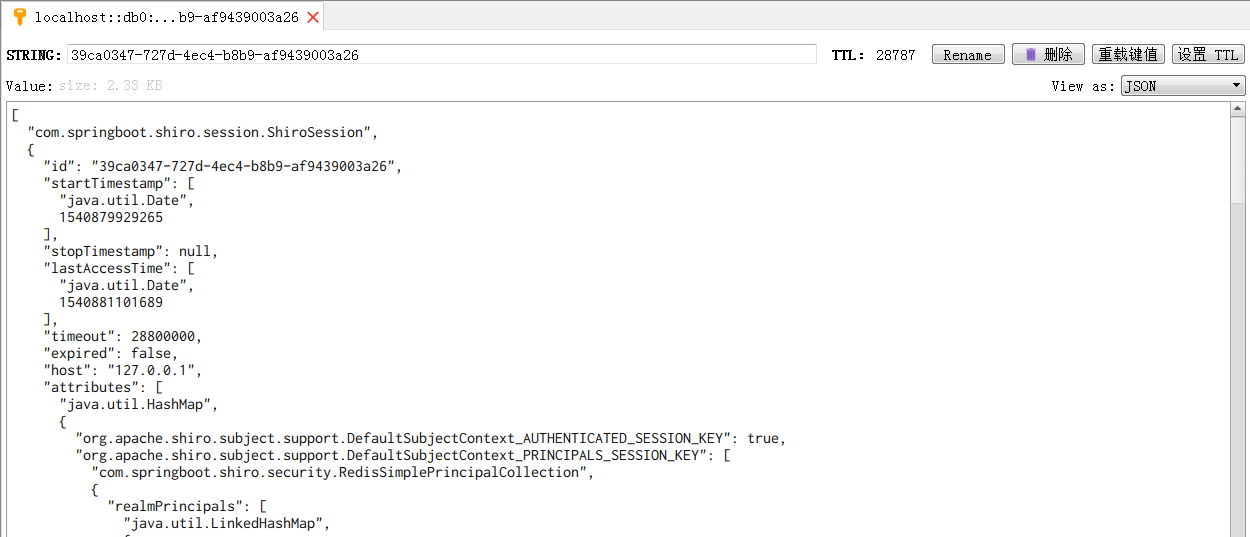 localhost::db0:...b9-af9439003a26
STRING: 39ca0347-727d-4ec4-b8b9-af9439003a26 TTL: 28787 Rename 删除 重载键值 设置 TTL
Value: size: 2.33 KB View as: JSON
[
  "com.springboot.shiro.session.ShiroSession",
  {
    "id": "39ca0347-727d-4ec4-b8b9-af9439003a26",
    "startTimestamp": [
      "java.util.Date",
      1540879929265
    ],
    "stopTimestamp": null,
    "lastAccessTime": [
      "java.util.Date",
      1540881101689
    ],
    "timeout": 28800000,
    "expired": false,
    "host": "127.0.0.1",
    "attributes": [
      "java.util.HashMap",
      {
        "org.apache.shiro.subject.support.DefaultSubjectContext_AUTHENTICATED_SESSION_KEY": true,
        "org.apache.shiro.subject.support.DefaultSubjectContext_PRINCIPALS_SESSION_KEY": [
          "com.springboot.shiro.security.RedisSimplePrincipalCollection",
          {
            "realmPrincipals": [
              "java.util.LinkedHashMap",